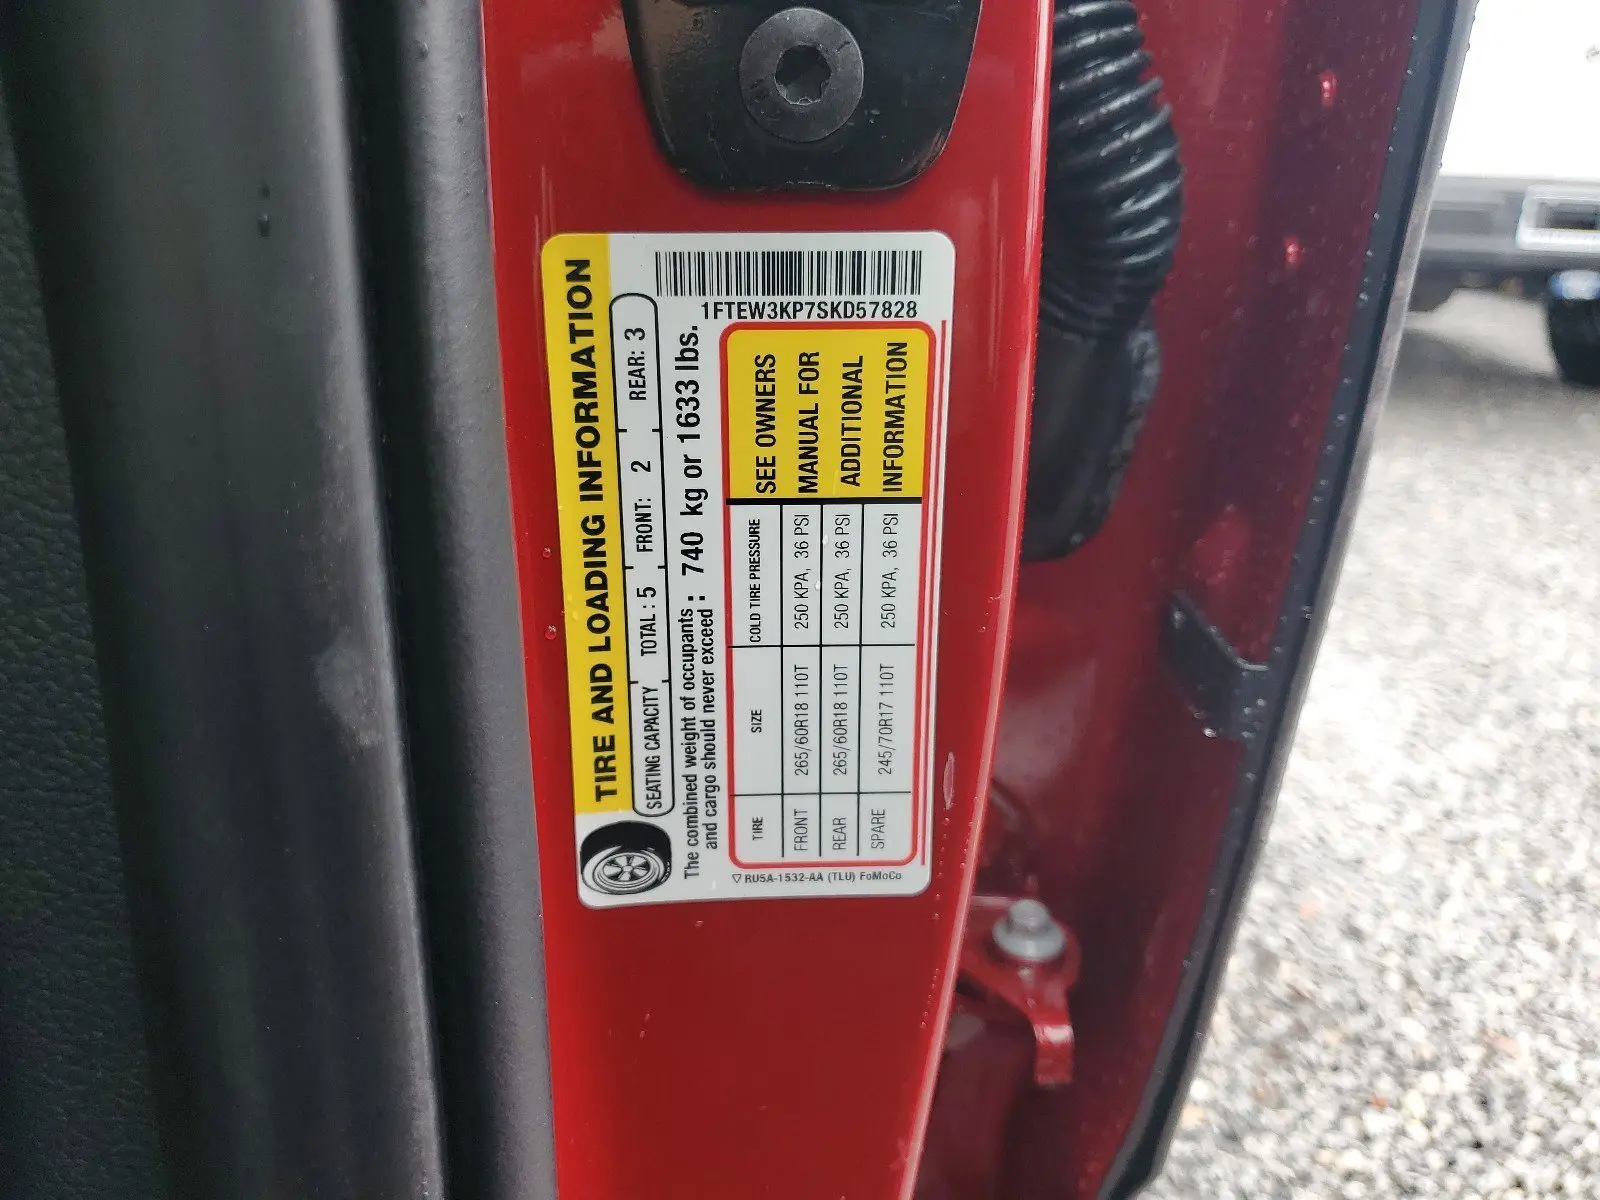 1FTEW3KP7SKD57828
TIRE AND LOADING INFORMATION
SEATING CAPACITY TOTAL : 5 FRONT: 2 REAR: 3
The combined weight of occupants
and cargo should never exceed : 740 kg or 1633 lbs.
TIRE SIZE COLD TIRE PRESSURE
FRONT 265/60R18 110T 250 KPA, 36 PSI
REAR 265/60R18 110T 250 KPA, 36 PSI
SPARE 245/70R17 110T 250 KPA, 36 PSI
SEE OWNERS
MANUAL FOR
ADDITIONAL
INFORMATION
RU5A-1532-AA (TLU) FoMoCo